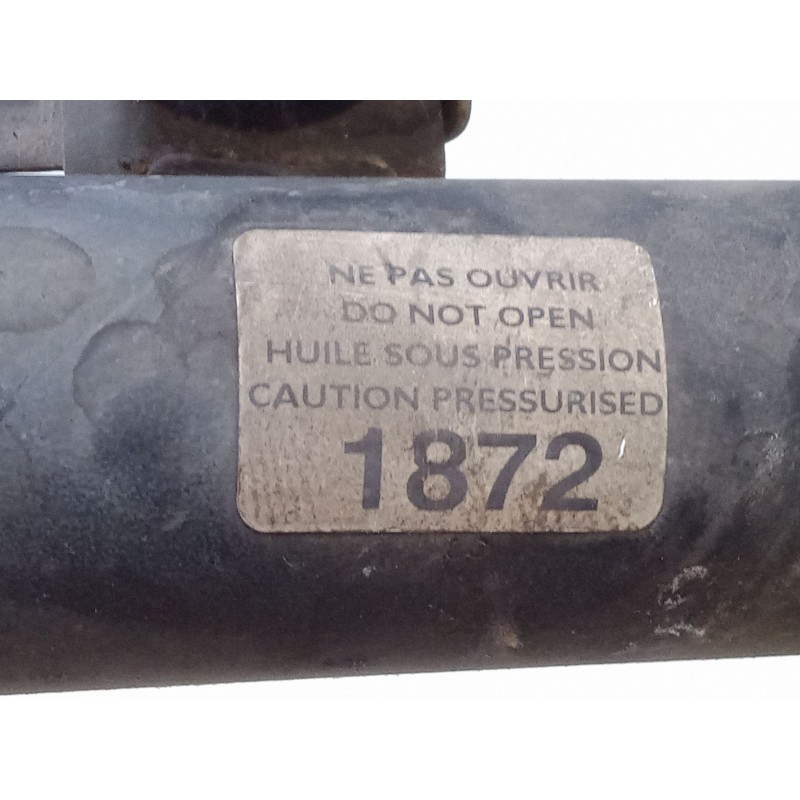 NE PAS OUVRIR
DO NOT OPEN
HUILE SOUS PRESSION
CAUTION PRESSURISED
1872